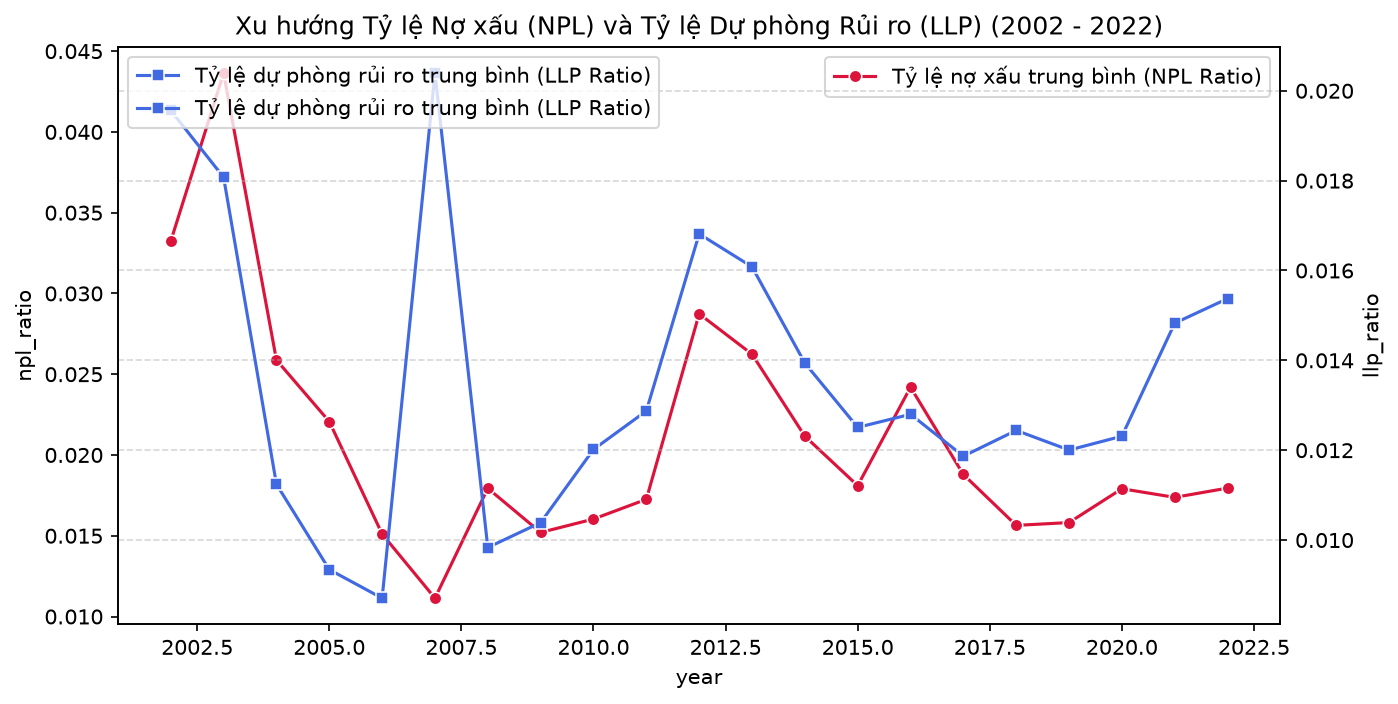 Xu hướng Tỷ lệ Nợ xấu (NPL) và Tỷ lệ Dự phòng Rủi ro (LLP) (2002 - 2022)
Tỷ lệ dự phòng rủi ro trung bình (LLP Ratio)
Tỷ lệ dự phòng rủi ro trung bình (LLP Ratio)
Tỷ lệ nợ xấu trung bình (NPL Ratio)
npl_ratio
0.045
0.040
0.035
0.030
0.025
0.020
0.015
0.010
0.020
0.018
0.016
0.014
0.012
0.010
llp_ratio
2002.5 2005.0 2007.5 2010.0 2012.5 2015.0 2017.5 2020.0 2022.5
year